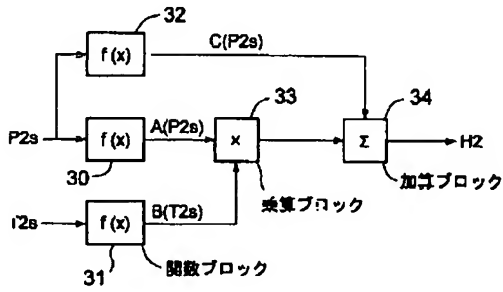 32
f(x)
C(P2s)
33
34
P2s
f(x)
A(P2s)
×
Σ
H2
30
乗算ブロック
加算ブロック
T2s
f(x)
B(T2s)
31
関数ブロック